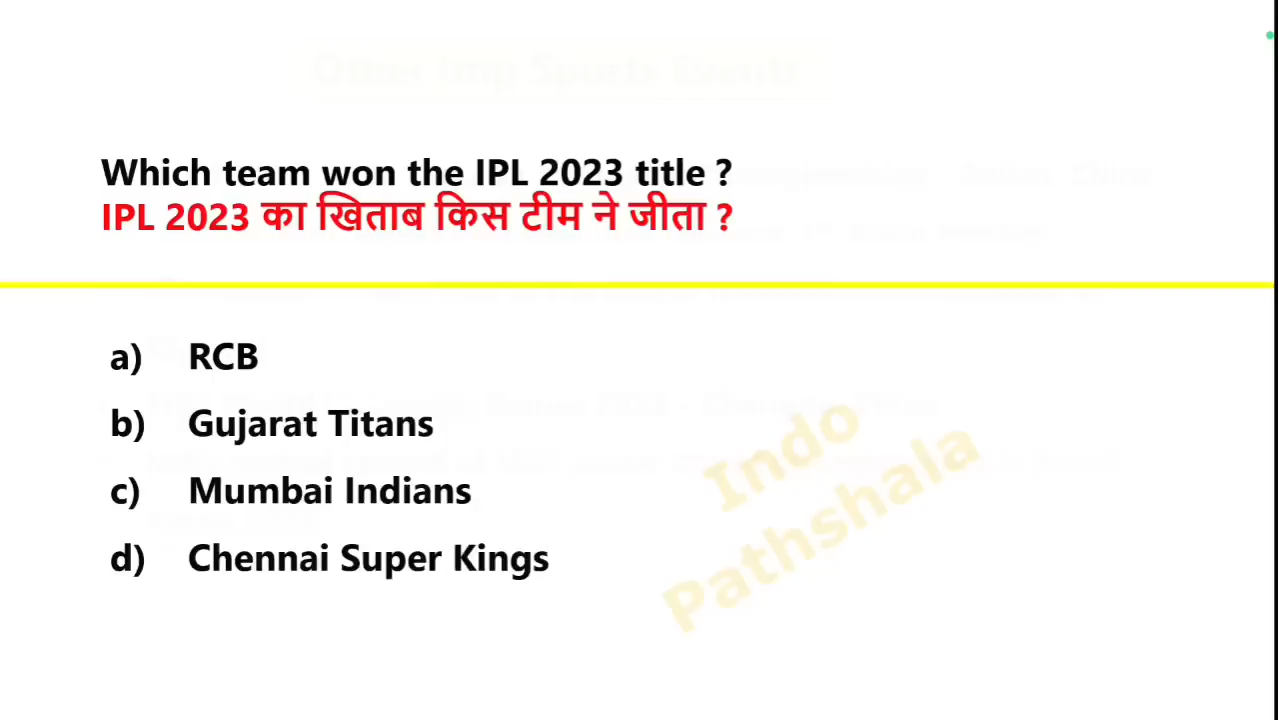 Which team won the IPL 2023 title ?
IPL 2023 का खिताब किस टीम ने जीता ?
a) RCB
b) Gujarat Titans
c) Mumbai Indians
d) Chennai Super Kings
Indo
Pathshala